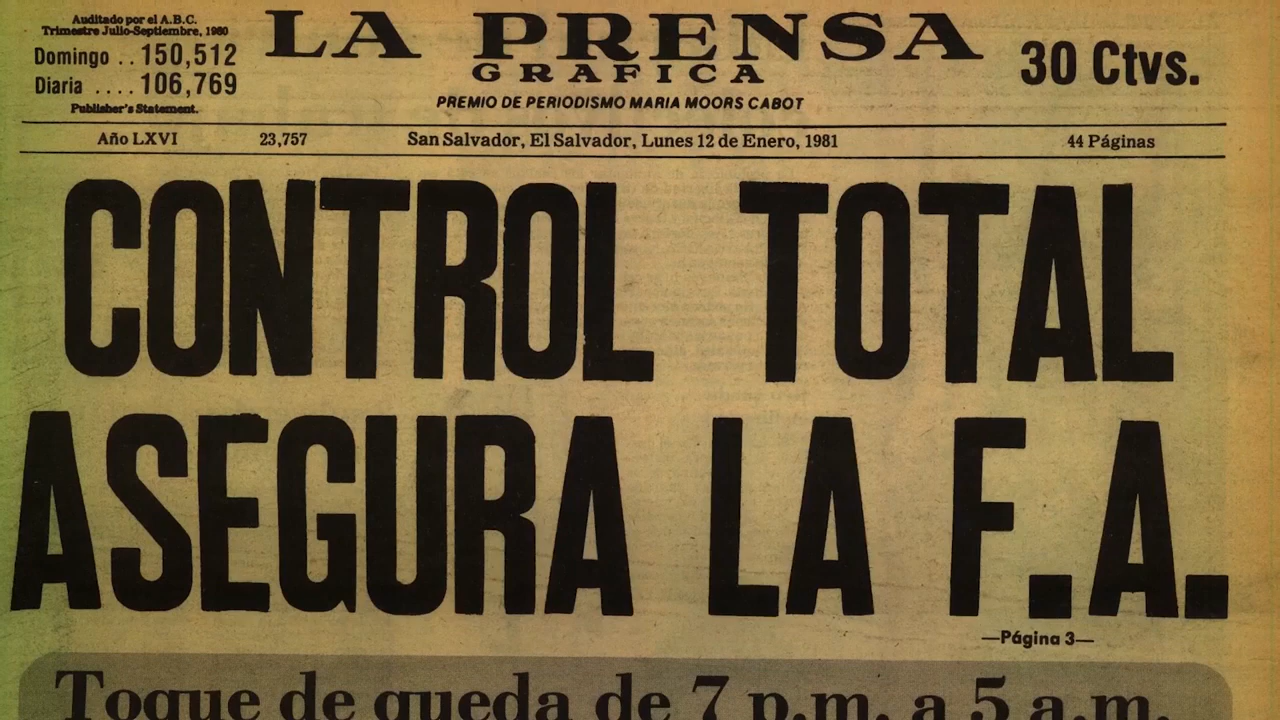 Auditado por el A.B.C.
Trimestre Julio-Septiembre, 1980
Domingo .. 150,512
Diaria .... 106,769
Publisher's Statement.
LA PRENSA
GRAFICA
PREMIO DE PERIODISMO MARIA MOORS CABOT
30 Ctvs.
Año LXVI 23,757 San Salvador, El Salvador, Lunes 12 de Enero, 1981 44 Páginas
CONTROL TOTAL
ASEGURA LA F.A.
—Página 3—
Toque de queda de 7 p.m. a 5 a.m.